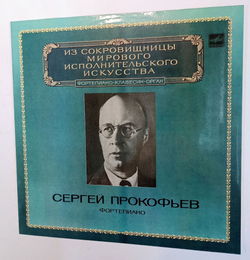 ИЗ СОКРОВИЩНИЦЫ
МИРОВОГО
ИСПОЛНИТЕЛЬСКОГО
ИСКУССТВА
ФОРТЕПИАНО·КЛАВЕСИН·ОРГАН
СЕРГЕЙ ПРОКОФЬЕВ
ФОРТЕПИАНО